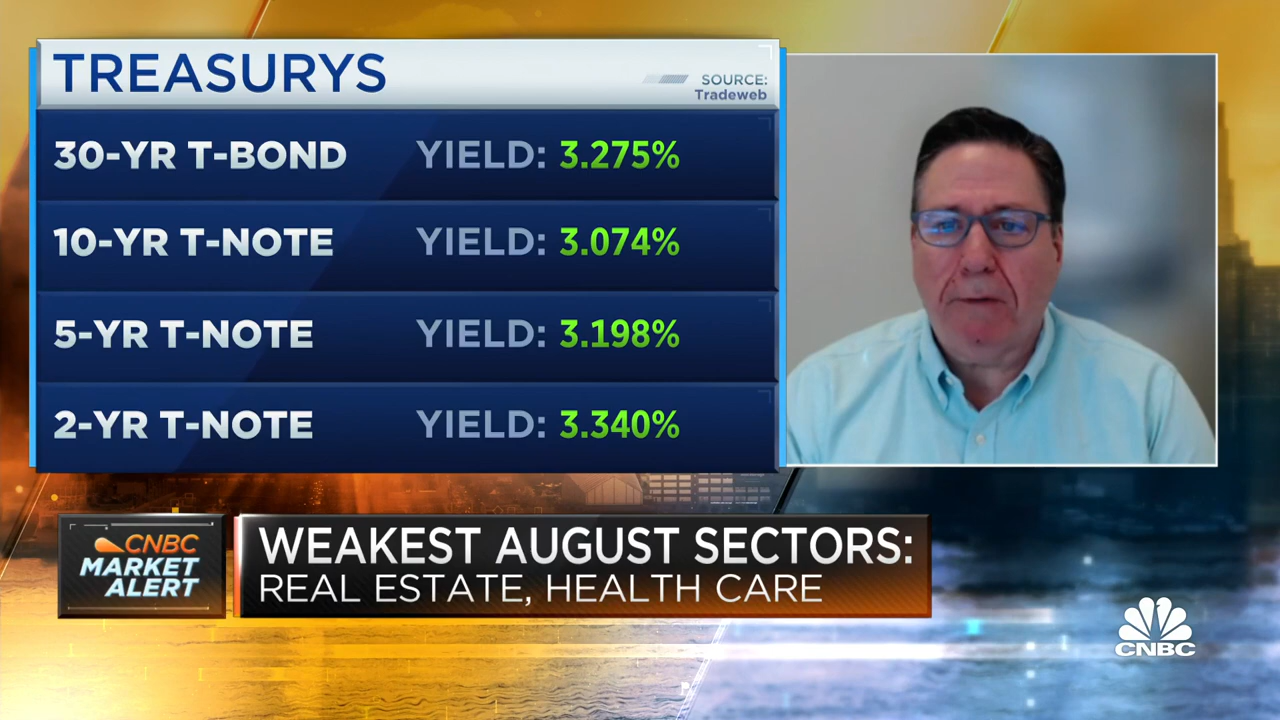 TREASURYS
SOURCE:
Tradeweb
30-YR T-BOND YIELD: 3.275%
10-YR T-NOTE YIELD: 3.074%
5-YR T-NOTE YIELD: 3.198%
2-YR T-NOTE YIELD: 3.340%
CNBC
MARKET
ALERT
WEAKEST AUGUST SECTORS:
REAL ESTATE, HEALTH CARE
CNBC